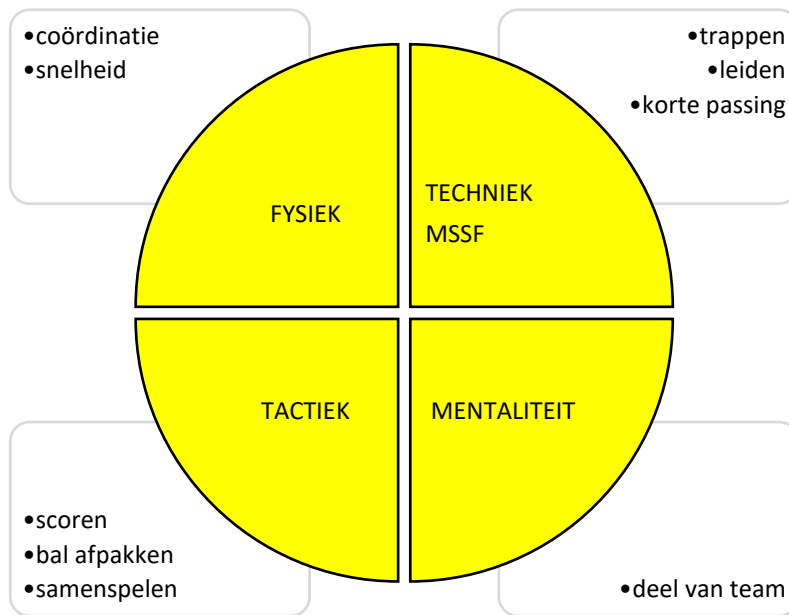 •coördinatie
•snelheid
•trappen
•leiden
•korte passing
FYSIEK
TECHNIEK
MSSF
TACTIEK
MENTALITEIT
•scoren
•bal afpakken
•samenspelen
•deel van team